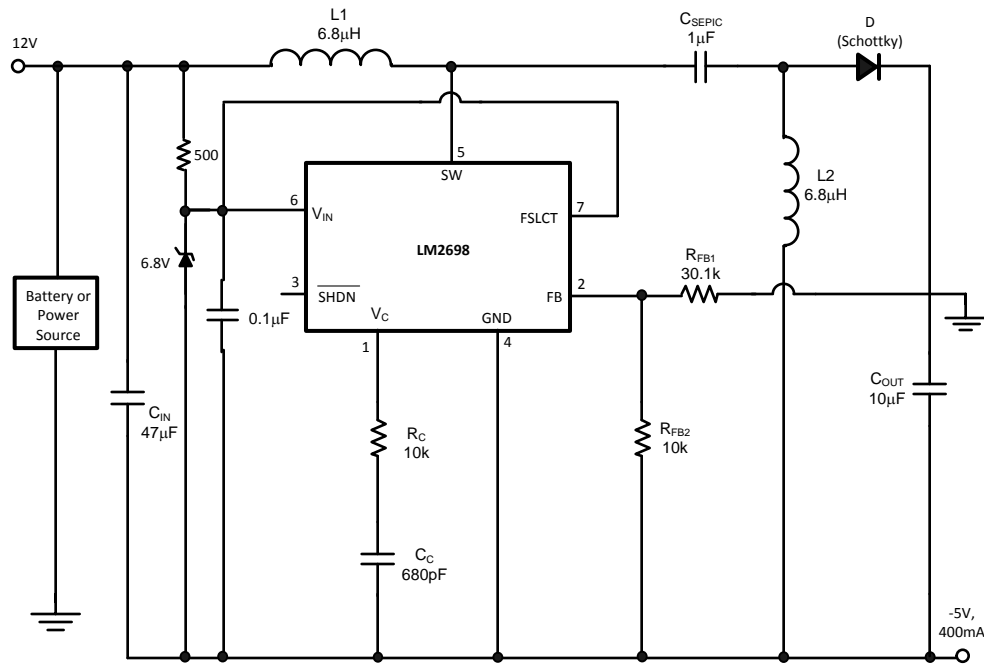 L1
6.8μH
CSEPIC
1μF
D
(Schottky)
12V
500
5
SW
L2
6.8μH
6
VIN
7
FSLCT
LM2698
6.8V
RFB1
30.1k
3
SHDN
2
FB
Battery or
Power
Source
0.1μF
VC
GND
1
4
CIN
47μF
COUT
10μF
RC
10k
RFB2
10k
CC
680pF
-5V,
400mA